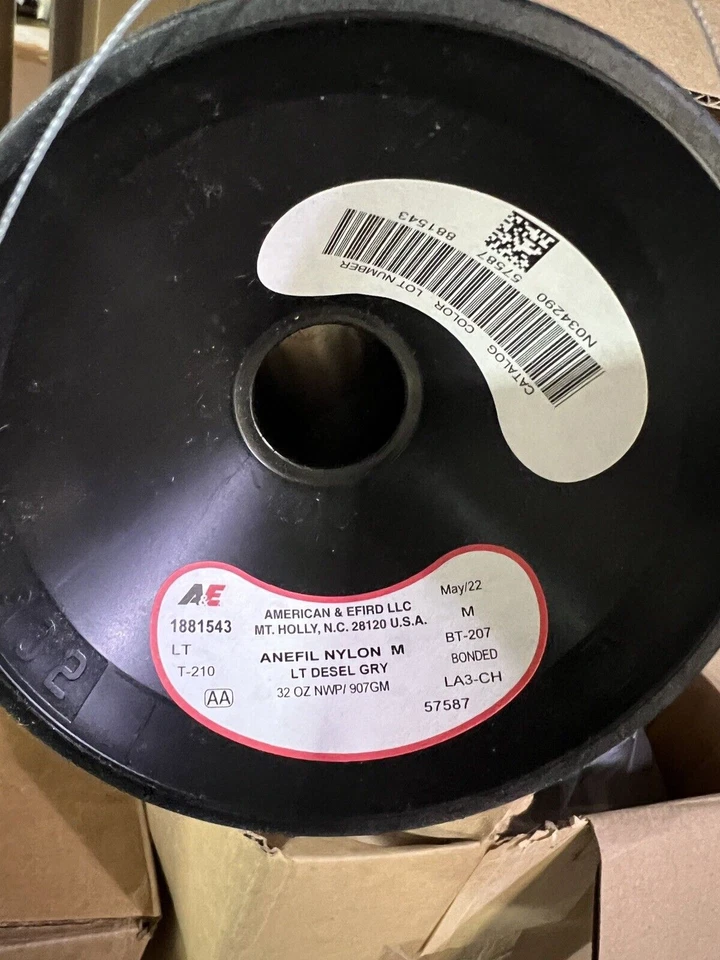 881543
57587
N034290
CATALOG COLOR LOT NUMBER
A&E
1881543
LT
T-210
AA
AMERICAN & EFIRD LLC
MT. HOLLY, N.C. 28120 U.S.A.
ANEFIL NYLON M
LT DESEL GRY
32 OZ NWP/ 907GM
May/22
M
BT-207
BONDED
LA3-CH
57587
32